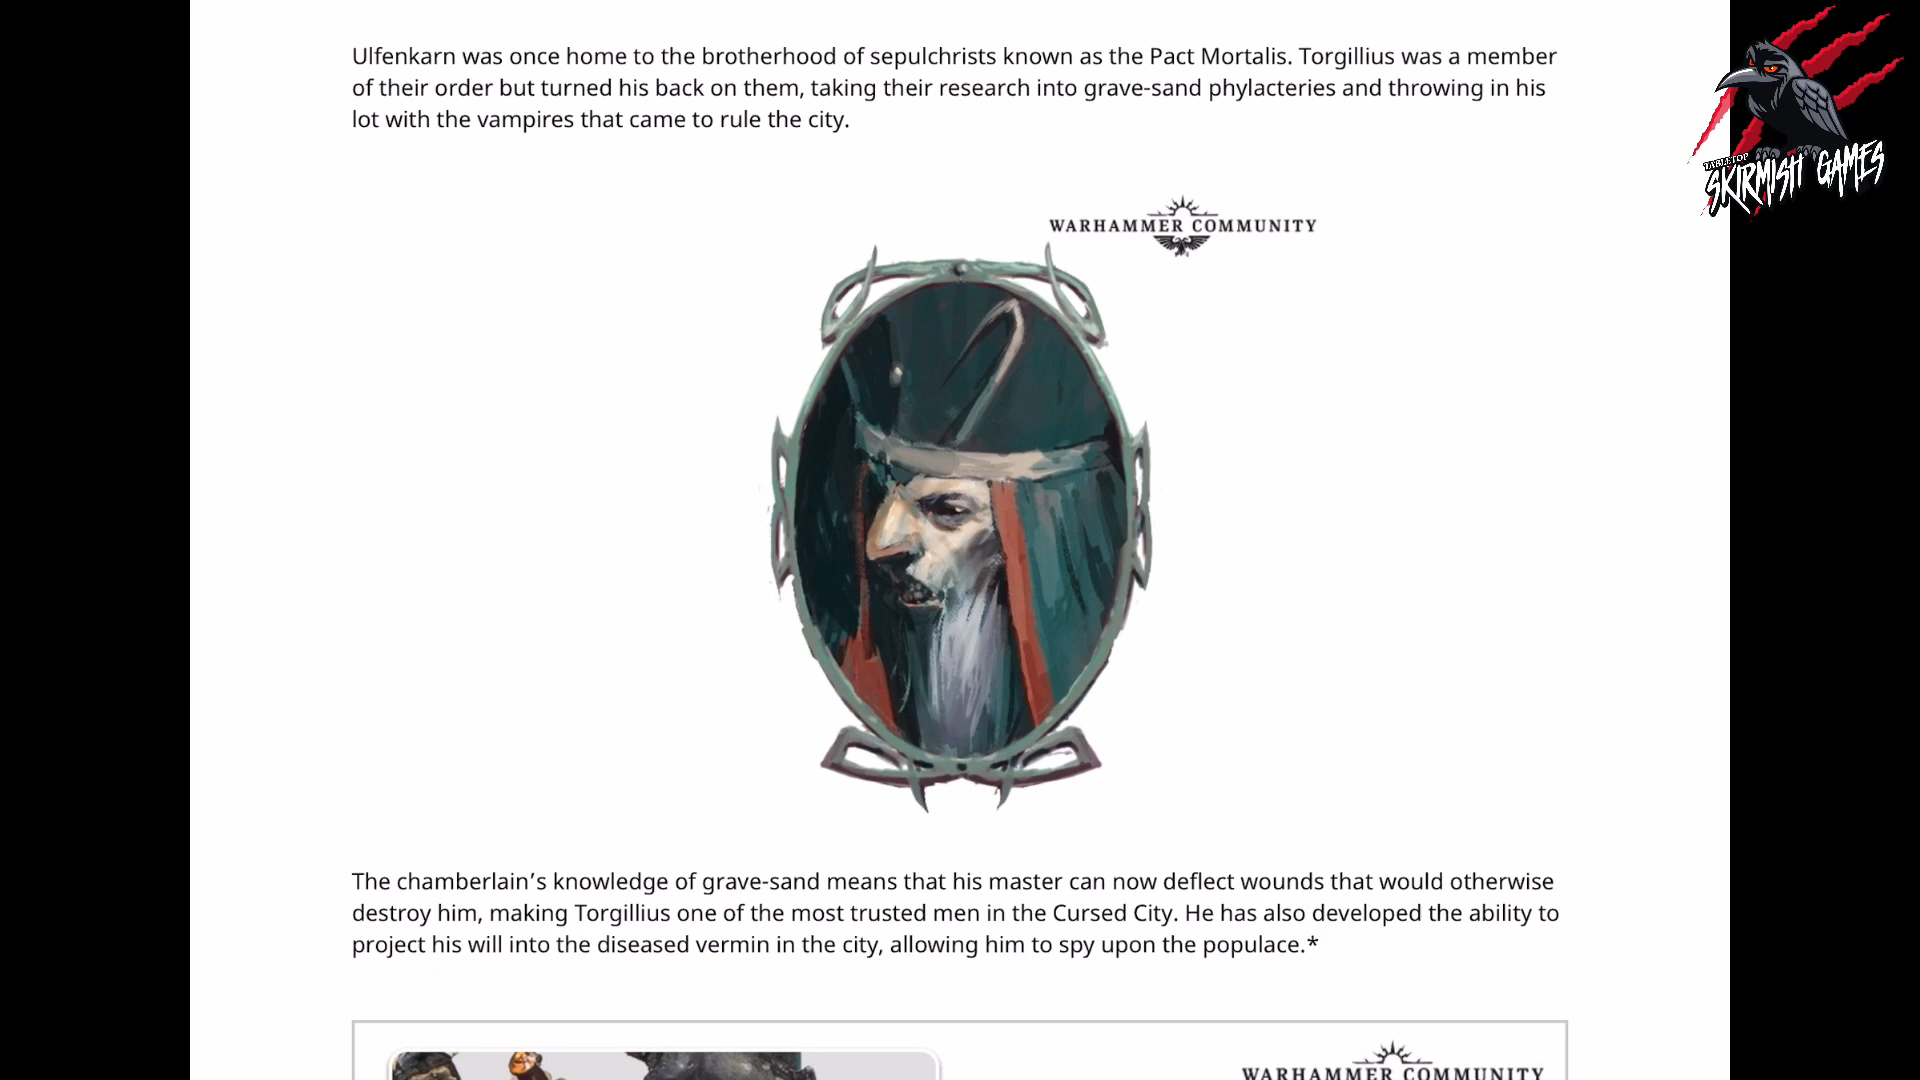 Ulfenkarn was once home to the brotherhood of sepulchrists known as the Pact Mortalis. Torgillius was a member
of their order but turned his back on them, taking their research into grave-sand phylacteries and throwing in his
lot with the vampires that came to rule the city.
TABLETOP
SKIRMISH GAMES
WARHAMMER COMMUNITY
The chamberlain’s knowledge of grave-sand means that his master can now deflect wounds that would otherwise
destroy him, making Torgillius one of the most trusted men in the Cursed City. He has also developed the ability to
project his will into the diseased vermin in the city, allowing him to spy upon the populace.*
WARHAMMER COMMUNITY